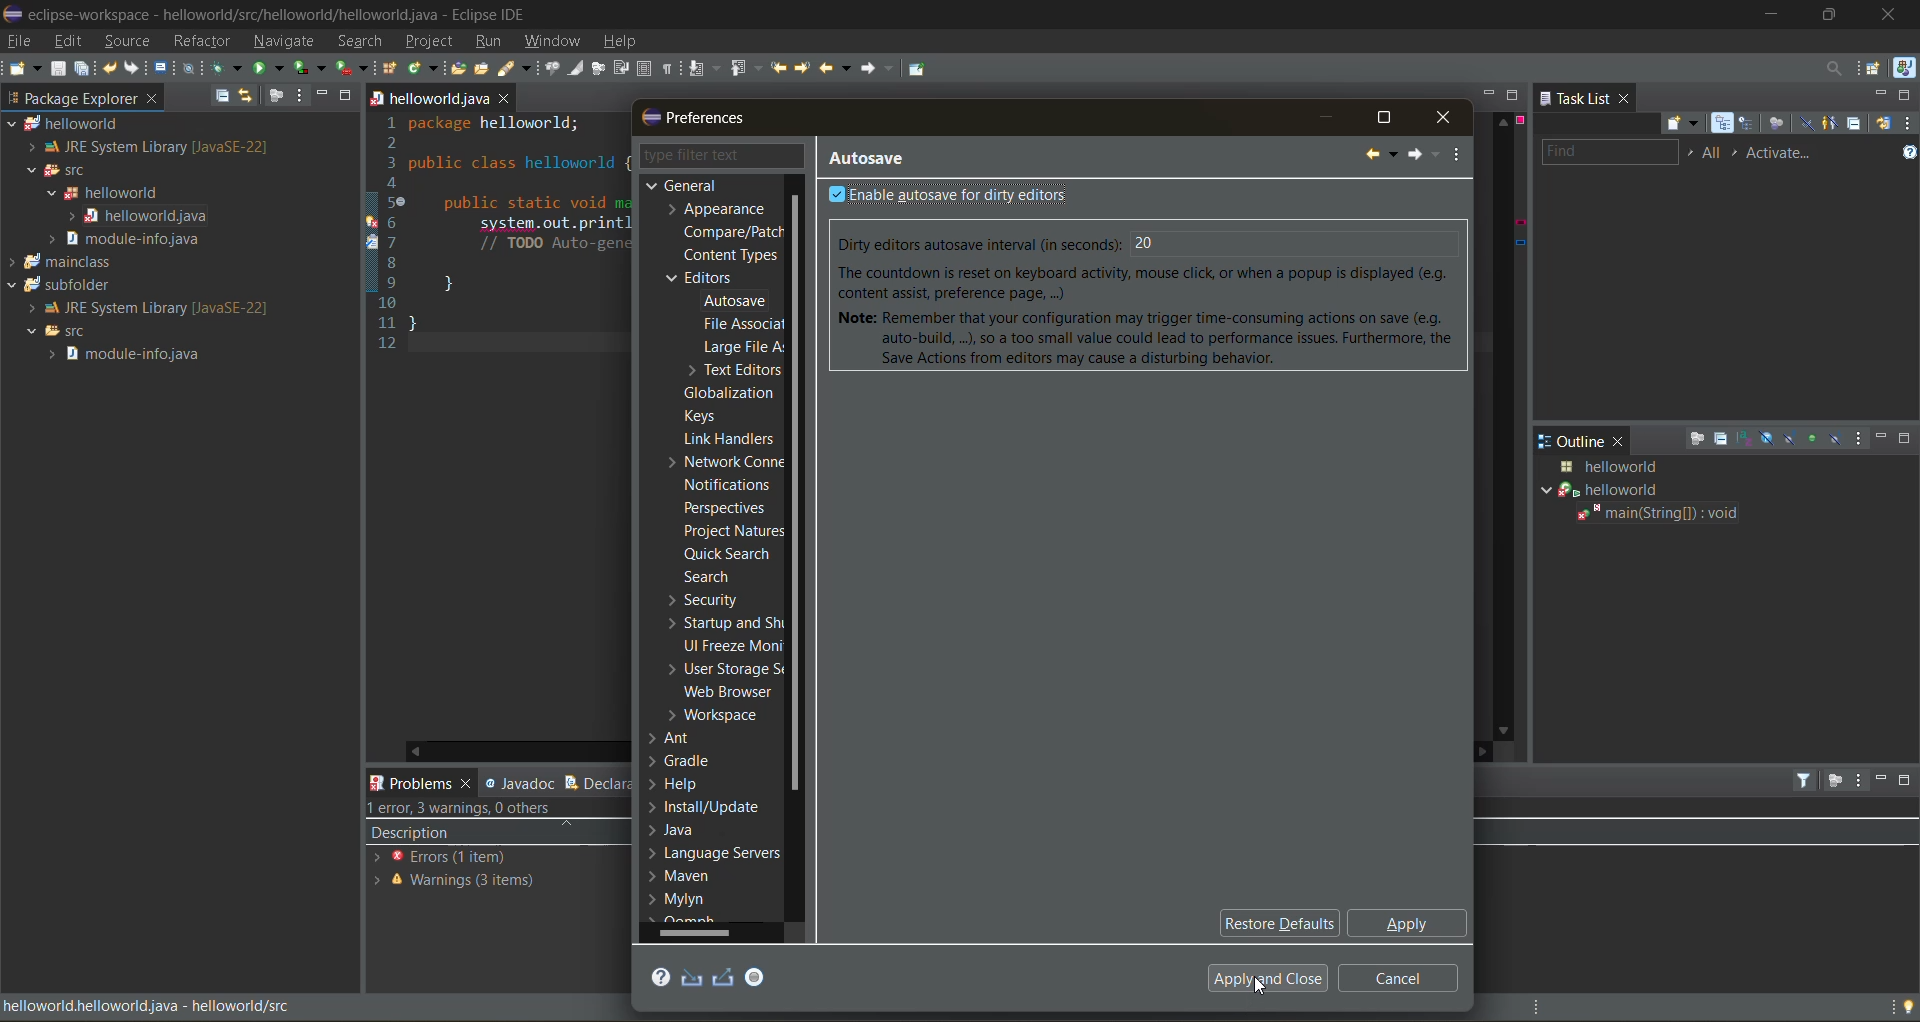 eclipse-workspace - helloworld/src/helloworld/helloworld.java - Eclipse IDE
File Edit Source Refactor Navigate Search Project Run Window Help
Package Explorer
helloworld
JRE System Library [JavaSE-22]
src
helloworld
helloworld.java
module-info.java
mainclass
subfolder
JRE System Library [JavaSE-22]
src
module-info.java
helloworld.java
1 package helloworld;
2
3 public class helloworld {
4
5 public static void ma
6 system.out.printl
7 // TODO Auto-gene
8
9 }
10
11 }
12
Problems Javadoc Declara
1 error, 3 warnings, 0 others
Description
Errors (1 item)
Warnings (3 items)
Preferences
type filter text
General
Appearance
Compare/Patch
Content Types
Editors
Autosave
File Associat
Large File A
Text Editors
Globalization
Keys
Link Handlers
Network Conne
Notifications
Perspectives
Project Natures
Quick Search
Search
Security
Startup and Shu
UI Freeze Moni
User Storage Se
Web Browser
Workspace
Ant
Gradle
Help
Install/Update
Java
Language Servers
Maven
Mylyn
Oomph
Autosave
Enable autosave for dirty editors
Dirty editors autosave interval (in seconds): 20
The countdown is reset on keyboard activity, mouse click, or when a popup is displayed (e.g.
content assist, preference page, ...)
Note: Remember that your configuration may trigger time-consuming actions on save (e.g.
auto-build, ...), so a too small value could lead to performance issues. Furthermore, the
Save Actions from editors may cause a disturbing behavior.
Restore Defaults Apply
Apply and Close Cancel
Task List
Find All Activate...
Outline
helloworld
helloworld
main(String[]) : void
helloworld.helloworld.java - helloworld/src